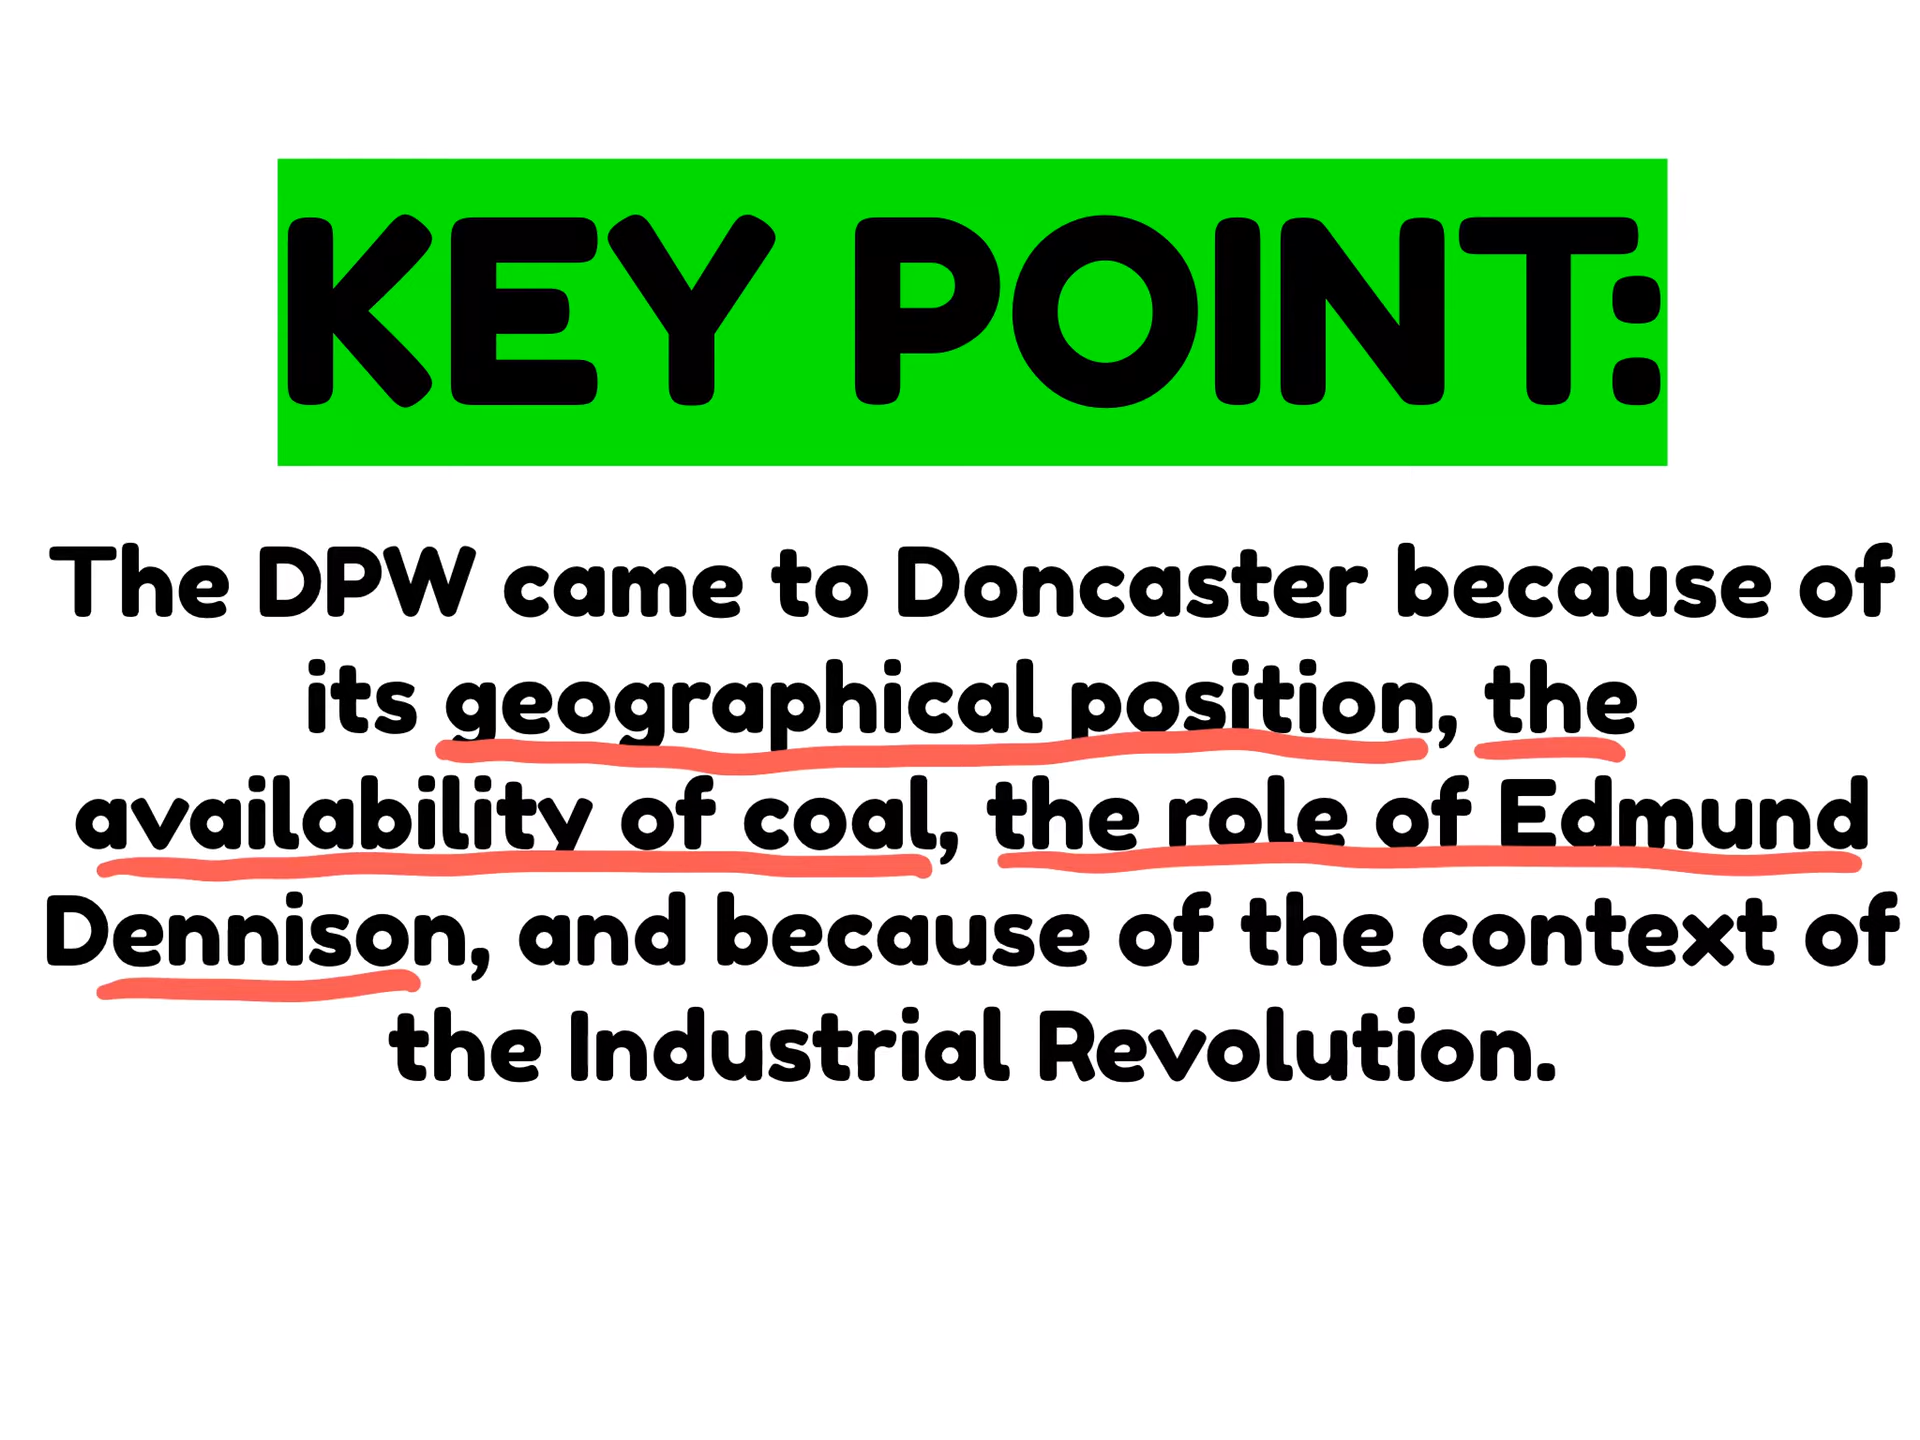 KEY POINT:
The DPW came to Doncaster because of
its geographical position, the
availability of coal, the role of Edmund
Dennison, and because of the context of
the Industrial Revolution.